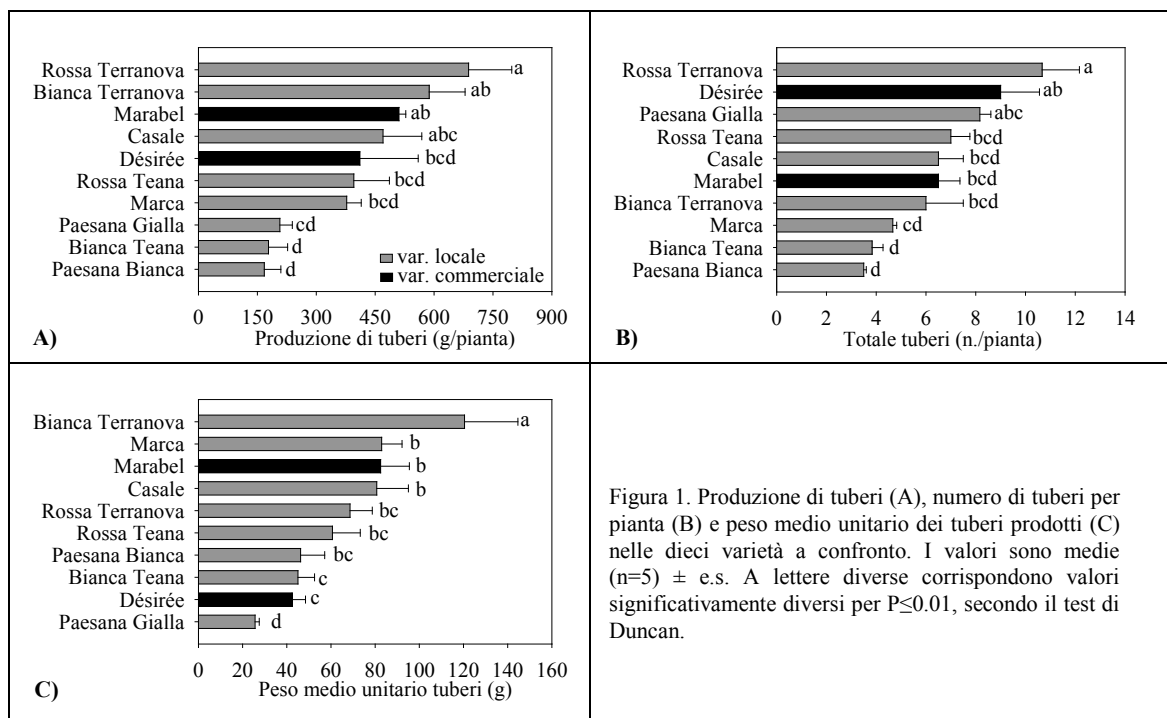 Rossa Terranova a
Bianca Terranova ab
Marabel ab
Casale abc
Désirée bcd
Rossa Teana bcd
Marca bcd
Paesana Gialla cd
Bianca Teana d
Paesana Bianca d
var. locale
var. commerciale
0 150 300 450 600 750 900
A) Produzione di tuberi (g/pianta)
Rossa Terranova a
Désirée ab
Paesana Gialla abc
Rossa Teana bcd
Casale bcd
Marabel bcd
Bianca Terranova bcd
Marca cd
Bianca Teana d
Paesana Bianca d
0 2 4 6 8 10 12 14
B) Totale tuberi (n./pianta)
Bianca Terranova a
Marca b
Marabel b
Casale b
Rossa Terranova bc
Rossa Teana bc
Paesana Bianca bc
Bianca Teana c
Désirée c
Paesana Gialla d
0 20 40 60 80 100 120 140 160
C) Peso medio unitario tuberi (g)
Figura 1. Produzione di tuberi (A), numero di tuberi per
pianta (B) e peso medio unitario dei tuberi prodotti (C)
nelle dieci varietà a confronto. I valori sono medie
(n=5) ± e.s. A lettere diverse corrispondono valori
significativamente diversi per P≤0.01, secondo il test di
Duncan.